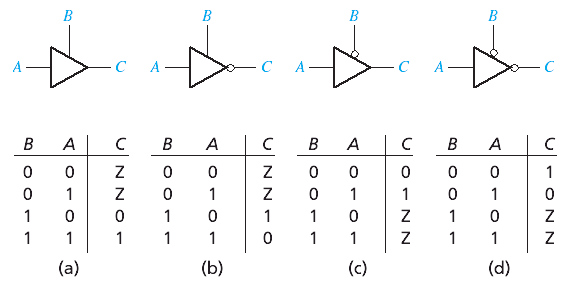 B B B B
A C A C A C A C
B A C B A C B A C B A C
0 0 Z 0 0 Z 0 0 0 0 0 1
0 1 Z 0 1 Z 0 1 1 0 1 0
1 0 0 1 0 1 1 0 Z 1 0 Z
1 1 1 1 1 0 1 1 Z 1 1 Z
(a) (b) (c) (d)